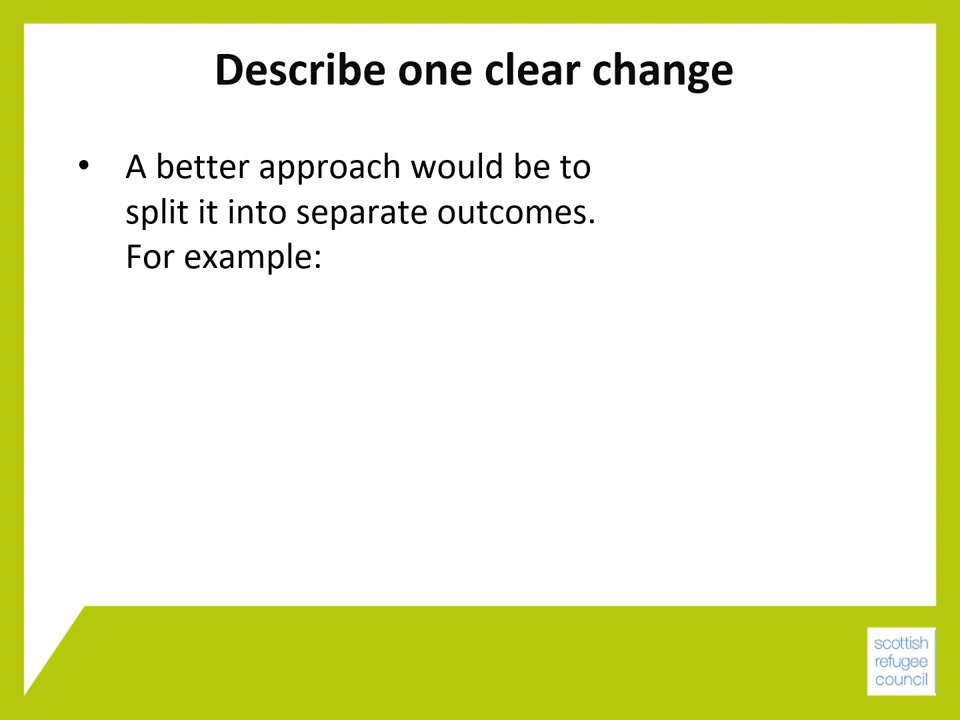 Describe one clear change
• A better approach would be to
split it into separate outcomes.
For example:
scottish
refugee
council